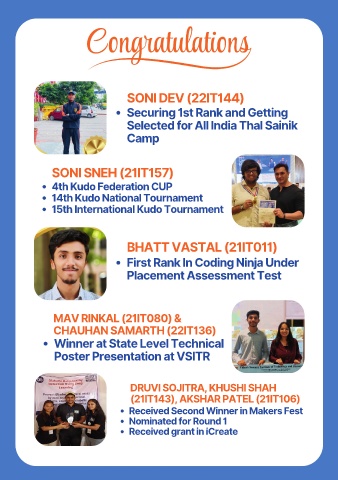 Congratulations
SONI DEV (22IT144)
• Securing 1st Rank and Getting
Selected for All India Thal Sainik
Camp
SONI SNEH (21IT157)
• 4th Kudo Federation CUP
• 14th Kudo National Tournament
• 15th International Kudo Tournament
BHATT VASTAL (21IT011)
• First Rank In Coding Ninja Under
Placement Assessment Test
MAV RINKAL (21IT080) &
CHAUHAN SAMARTH (22IT136)
• Winner at State Level Technical
Poster Presentation at VSITR
DRUVI SOJITRA, KHUSHI SHAH
(21IT143), AKSHAR PATEL (21IT106)
• Received Second Winner in Makers Fest
• Nominated for Round 1
• Received grant in iCreate